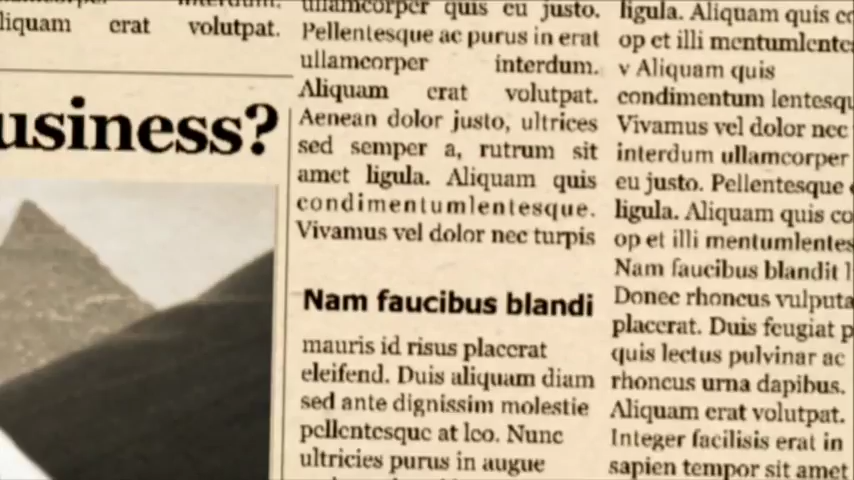 liquam erat volutpat.
usiness?
ullamcorper quis eu justo.
Pellentesque ac purus in erat
ullamcorper interdum.
Aliquam erat volutpat.
Aenean dolor justo, ultrices
sed semper a, rutrum sit
amet ligula. Aliquam quis
condimentumlentesque.
Vivamus vel dolor nec turpis
Nam faucibus blandi
mauris id risus placerat
eleifend. Duis aliquam diam
sed ante dignissim molestie
pellentesque at leo. Nunc
ultricies purus in augue
ligula. Aliquam quis co
op et illi mentumlentes
v Aliquam quis
condimentum lentesqu
Vivamus vel dolor nec
interdum ullamcorper
eu justo. Pellentesque
ligula. Aliquam quis co
op et illi mentumlentes
Nam faucibus blandit l
Donec rhoncus vulputa
placerat. Duis feugiat p
quis lectus pulvinar ac
rhoncus urna dapibus.
Aliquam erat volutpat.
Integer facilisis erat in
sapien tempor sit amet